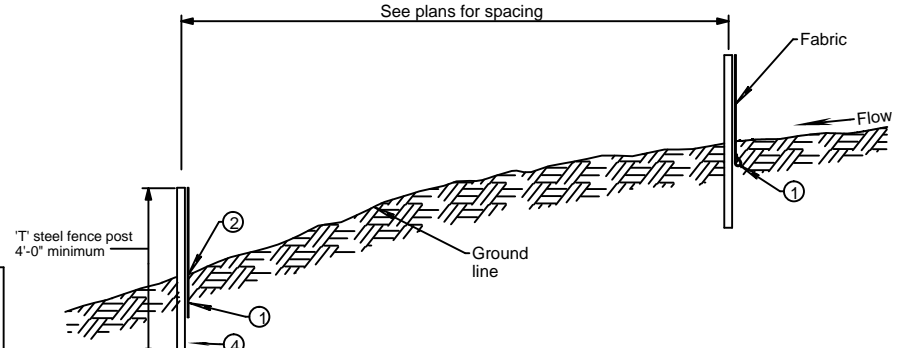 See plans for spacing
Fabric
Flow
1
2
'T' steel fence post
4'-0" minimum
Ground
line
1
4